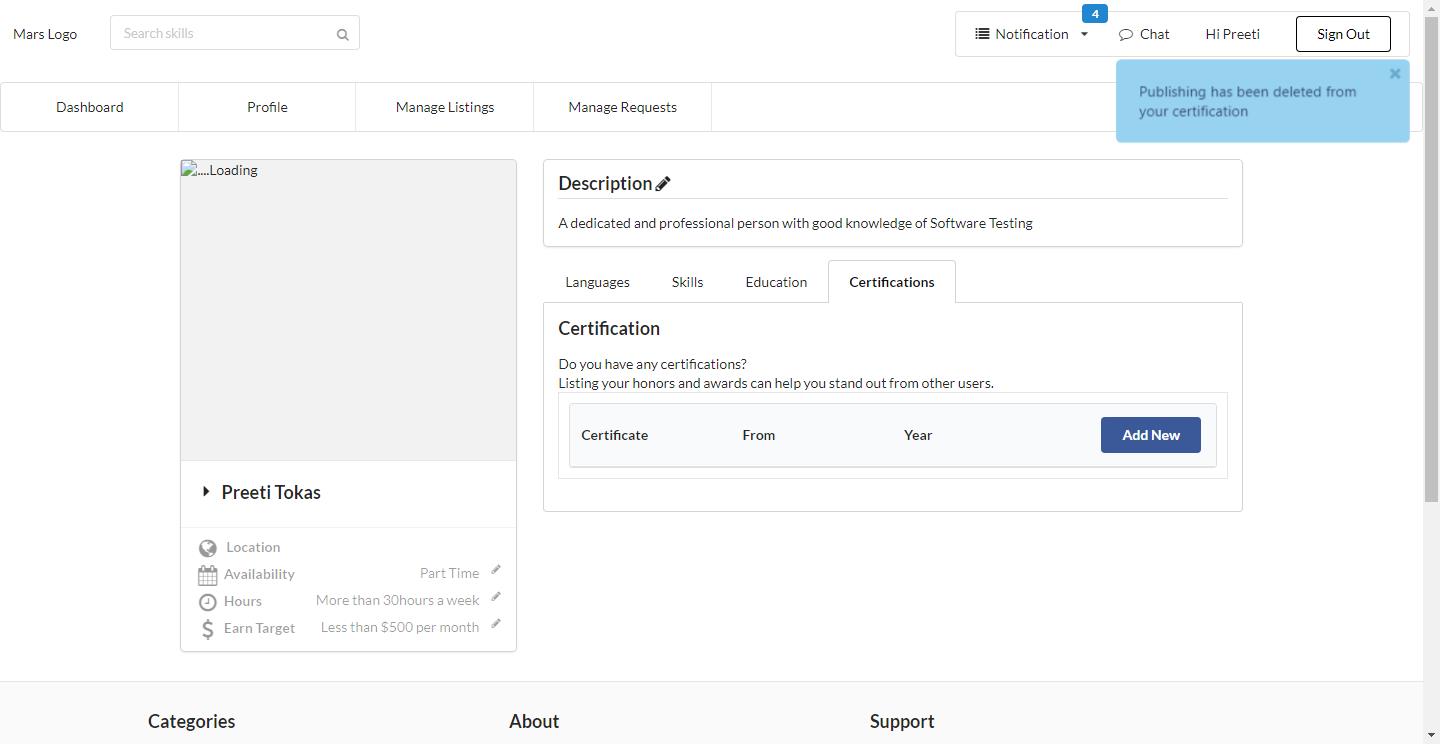 Mars Logo
Search skills
4
Notification
Chat
Hi Preeti
Sign Out
Publishing has been deleted from
your certification
Dashboard
Profile
Manage Listings
Manage Requests
....Loading
Description
A dedicated and professional person with good knowledge of Software Testing
Languages
Skills
Education
Certifications
Certification
Do you have any certifications?
Listing your honors and awards can help you stand out from other users.
Certificate
From
Year
Add New
Preeti Tokas
Location
Availability
Part Time
Hours
More than 30hours a week
Earn Target
Less than $500 per month
Categories
About
Support